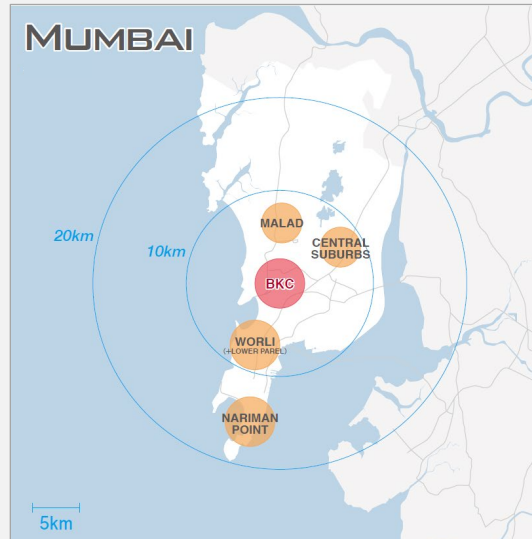 MUMBAI
20km
10km
MALAD
CENTRAL
SUBURBS
BKC
WORLI
(+LOWER PAREL)
NARIMAN
POINT
5km